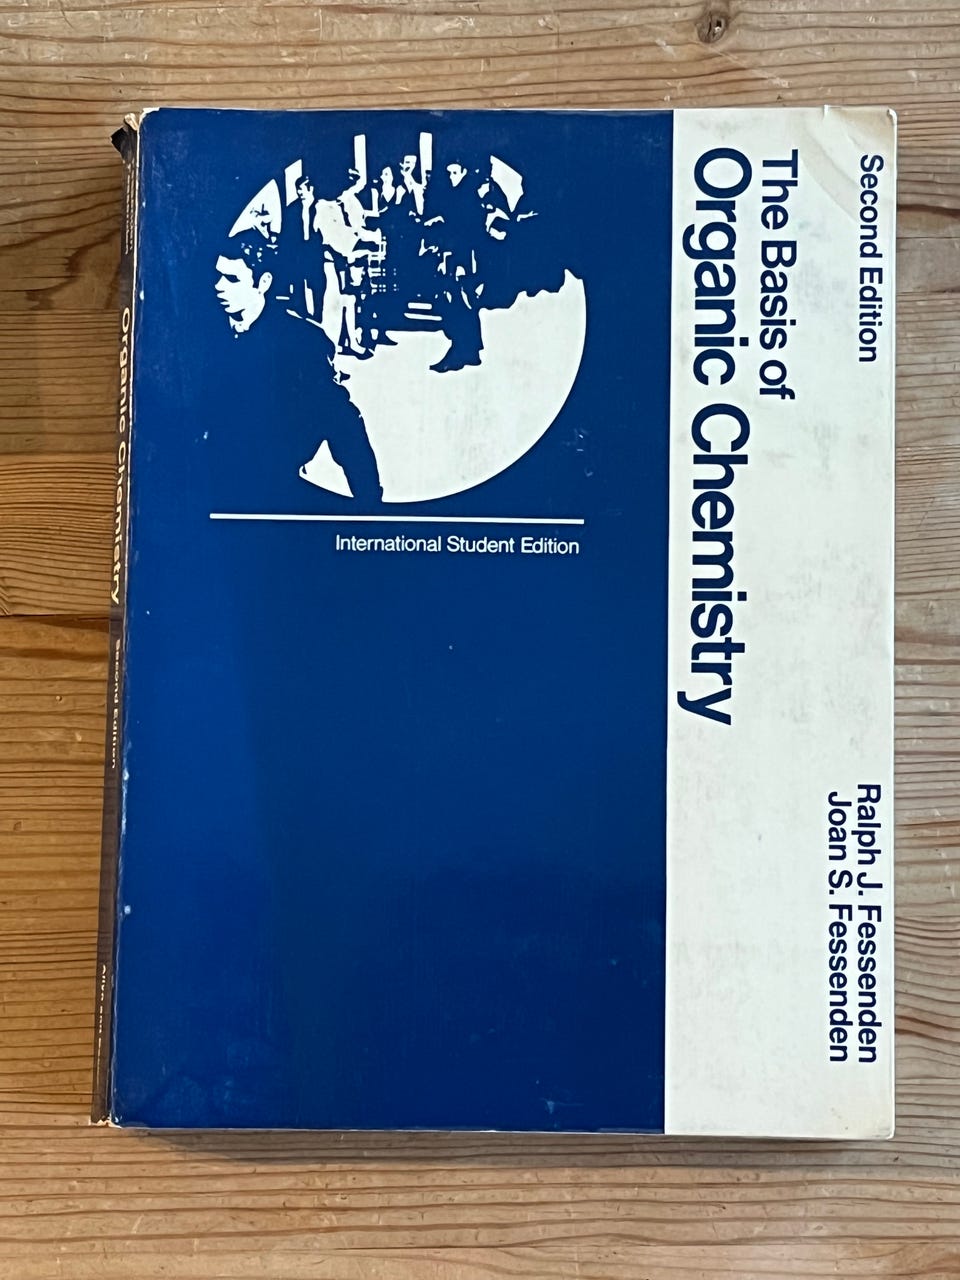 Second Edition
The Basis of
Organic Chemistry
Ralph J. Fessenden
Joan S. Fessenden
International Student Edition
Organic Chemistry
Second Edition